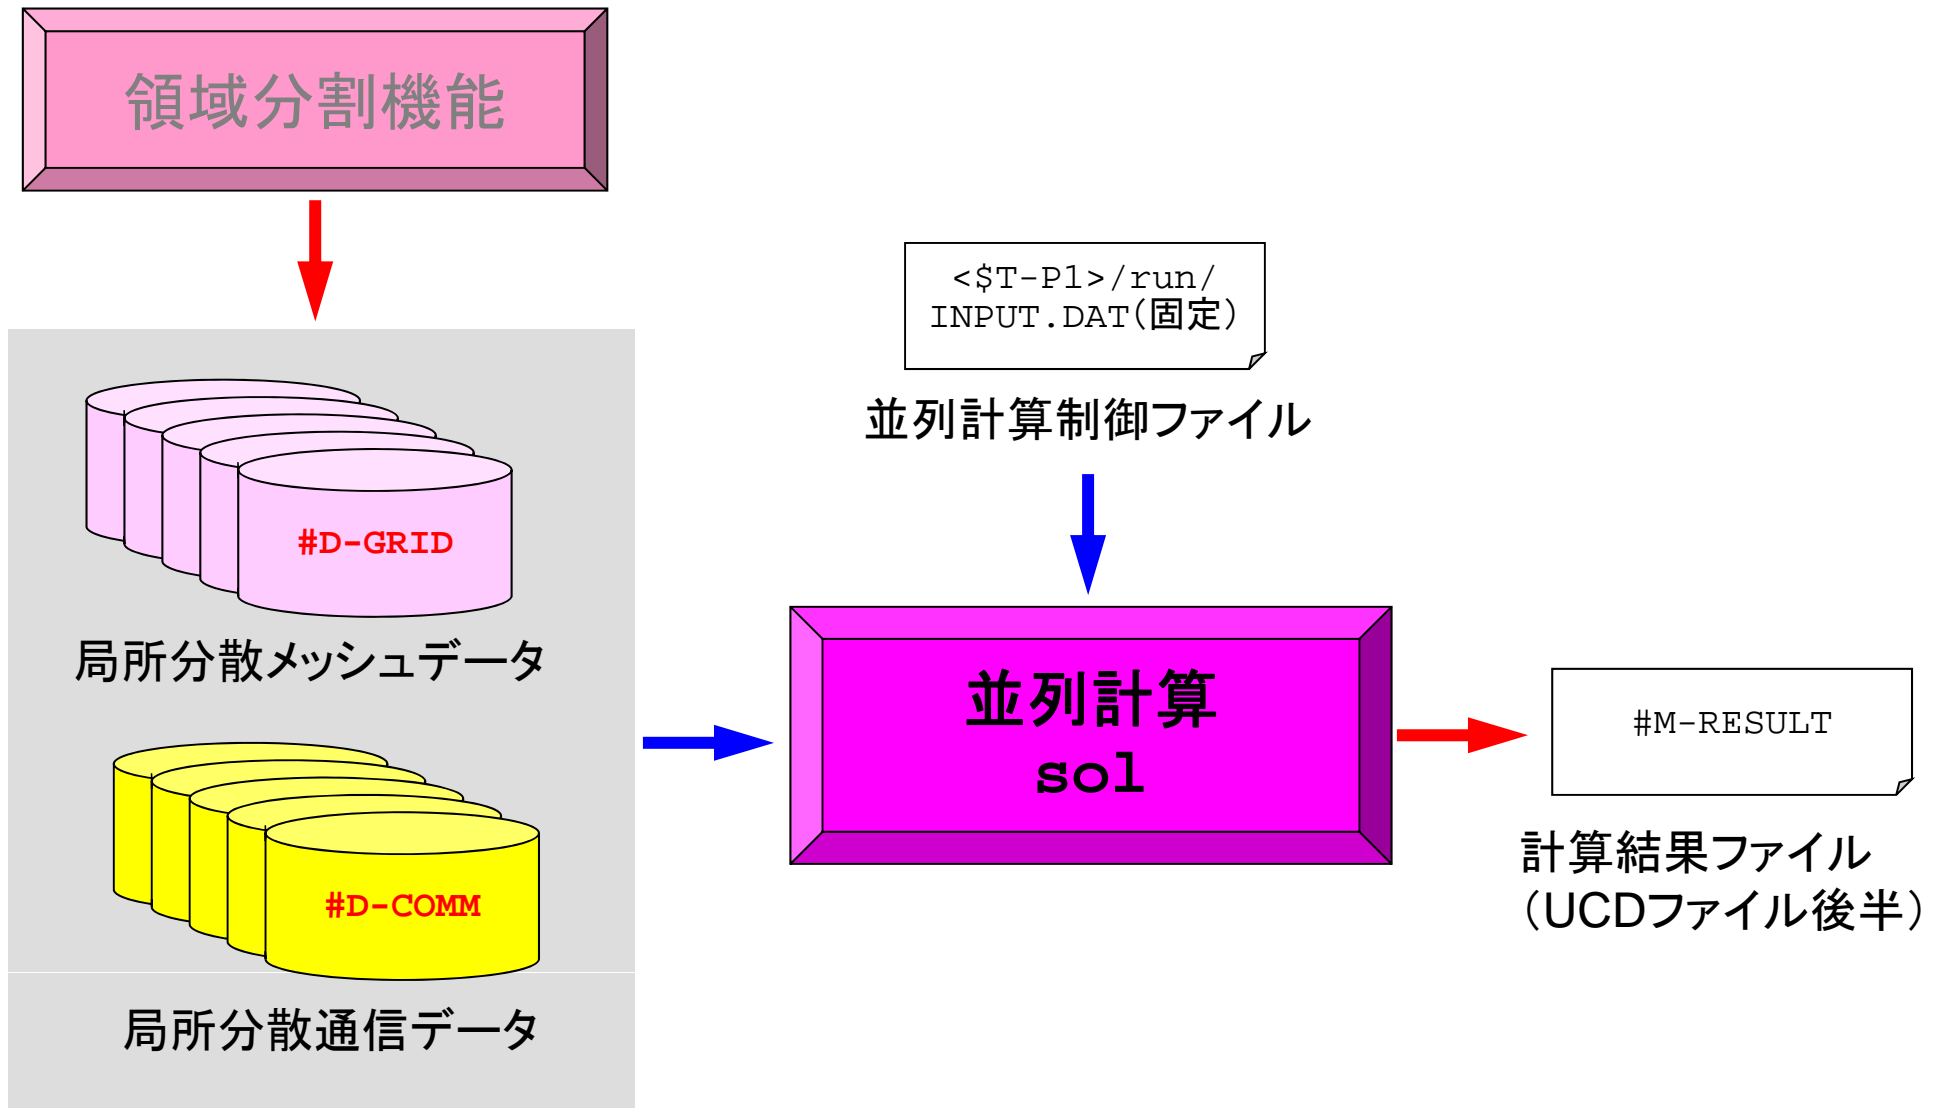 領域分割機能
<$T-P1>/run/
INPUT.DAT(固定)
並列計算制御ファイル
#D-GRID
局所分散メッシュデータ
並列計算
sol
#M-RESULT
計算結果ファイル
（UCDファイル後半）
#D-COMM
局所分散通信データ